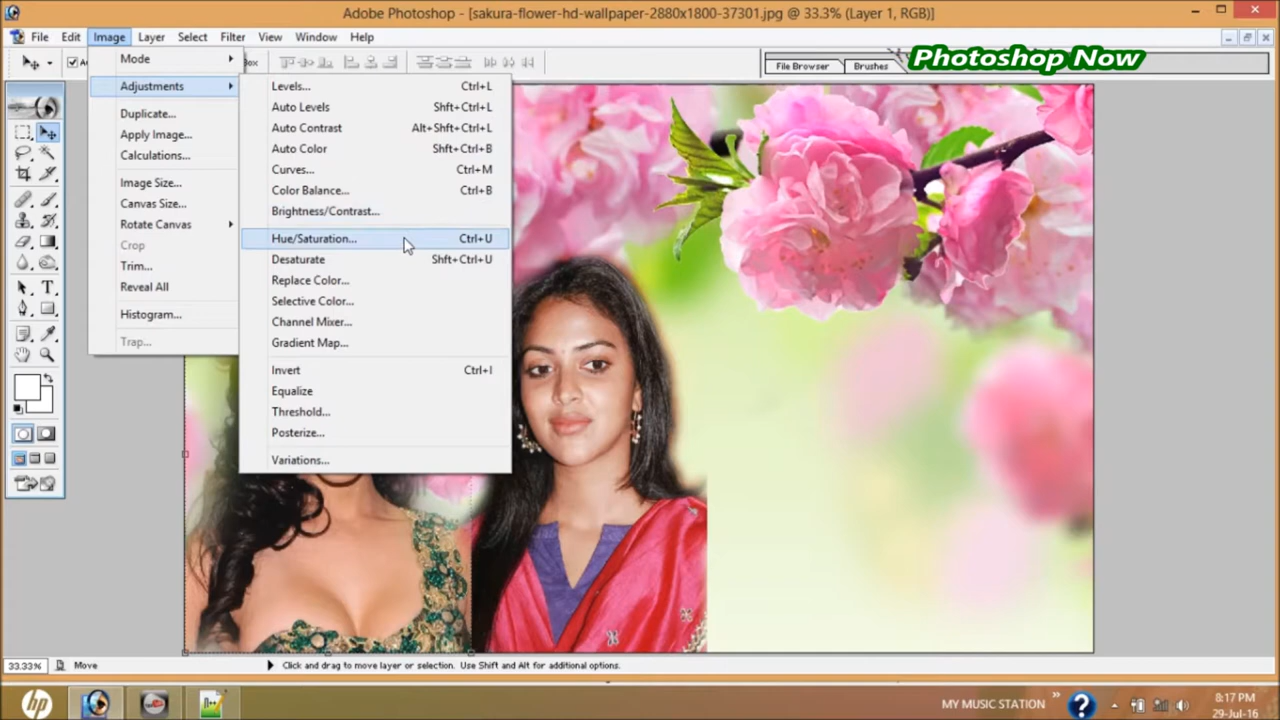 Adobe Photoshop - [sakura-flower-hd-wallpaper-2880x1800-37301.jpg @ 33.3% (Layer 1, RGB)]
File Edit Image Layer Select Filter View Window Help
Photoshop Now
File Browser Brushes
Mode
Adjustments
Duplicate...
Apply Image...
Calculations...
Image Size...
Canvas Size...
Rotate Canvas
Crop
Trim...
Reveal All
Histogram...
Trap...
Levels... Ctrl+L
Auto Levels Shft+Ctrl+L
Auto Contrast Alt+Shft+Ctrl+L
Auto Color Shft+Ctrl+B
Curves... Ctrl+M
Color Balance... Ctrl+B
Brightness/Contrast...
Hue/Saturation... Ctrl+U
Desaturate Shft+Ctrl+U
Replace Color...
Selective Color...
Channel Mixer...
Gradient Map...
Invert Ctrl+I
Equalize
Threshold...
Posterize...
Variations...
33.33% Move Click and drag to move layer or selection. Use Shift and Alt for additional options.
hp MY MUSIC STATION 8:17 PM
29-Jul-16